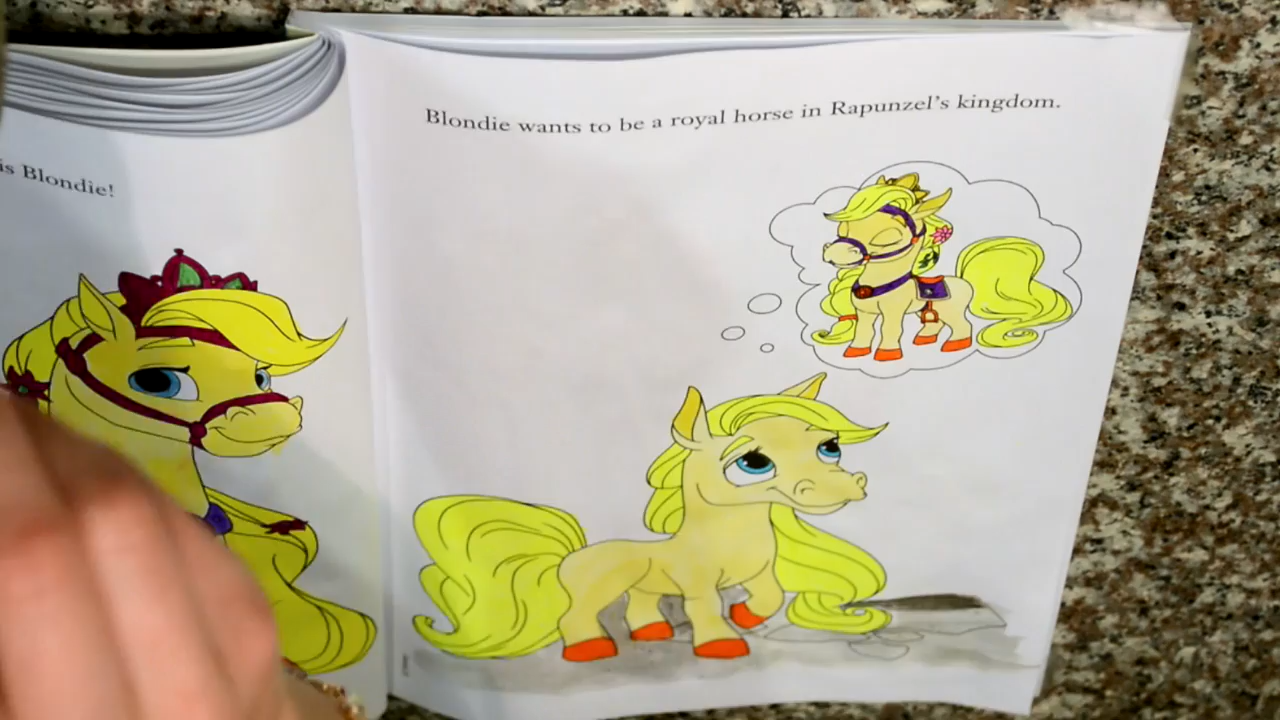 is Blondie!
Blondie wants to be a royal horse in Rapunzel's kingdom.